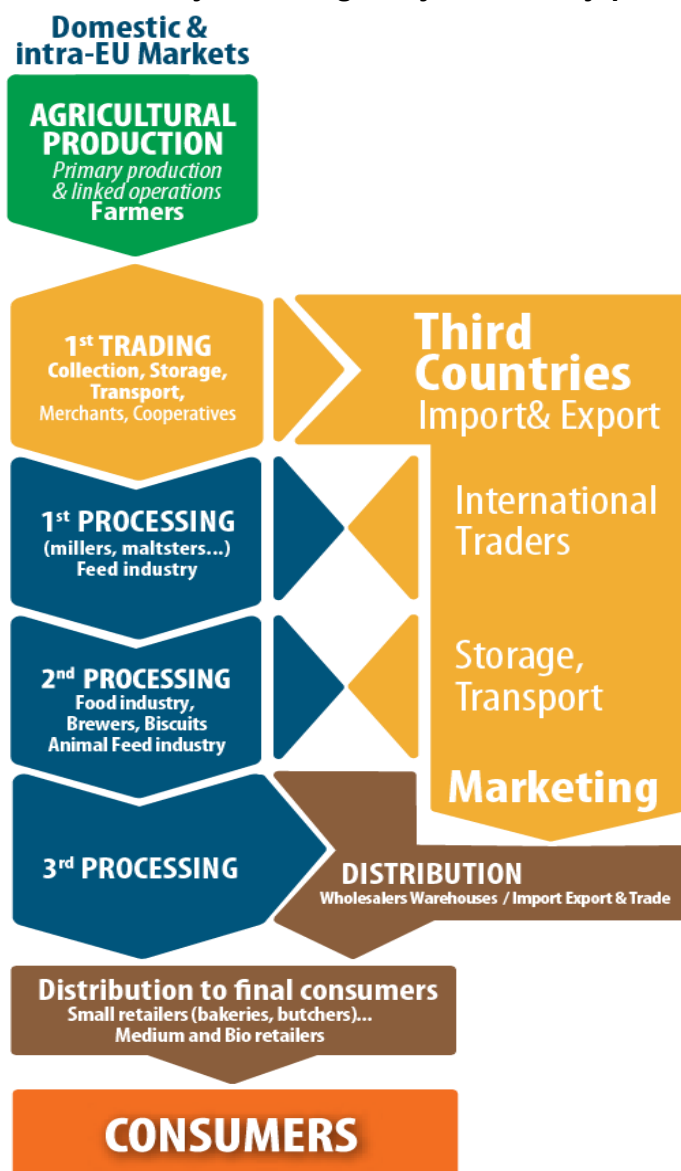 Domestic &
intra-EU Markets
AGRICULTURAL
PRODUCTION
Primary production
& linked operations
Farmers
1st TRADING
Collection, Storage,
Transport,
Merchants, Cooperatives
Third
Countries
Import& Export
1st PROCESSING
(millers, maltsters...)
Feed industry
International
Traders
2nd PROCESSING
Food industry,
Brewers, Biscuits
Animal Feed industry
Storage,
Transport
Marketing
3rd PROCESSING
DISTRIBUTION
Wholesalers Warehouses / Import Export & Trade
Distribution to final consumers
Small retailers (bakeries, butchers)...
Medium and Bio retailers
CONSUMERS